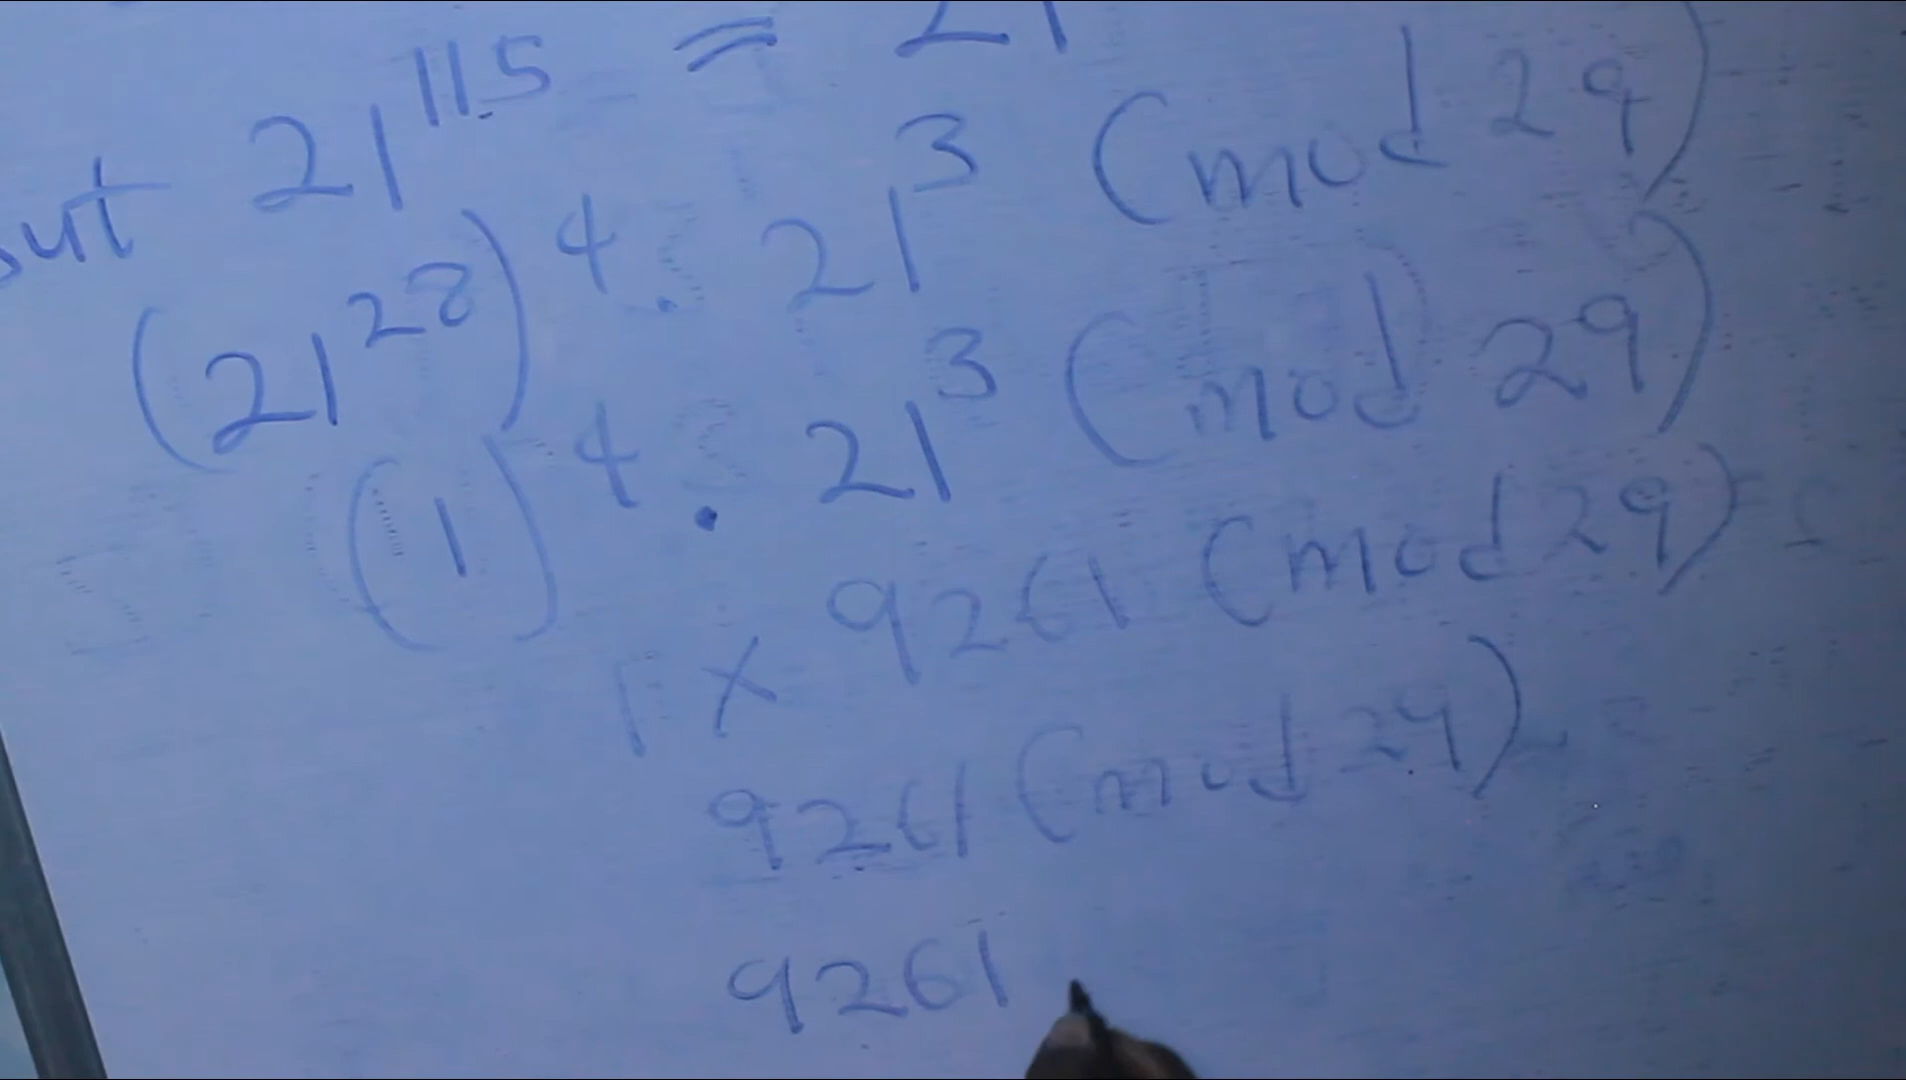 but 21^115 = 21
(21^28)^4 . 21^3 (mod 29)
(1)^4 . 21^3 (mod 29)
1 × 9261 (mod 29)
9261 (mod 29)
9261